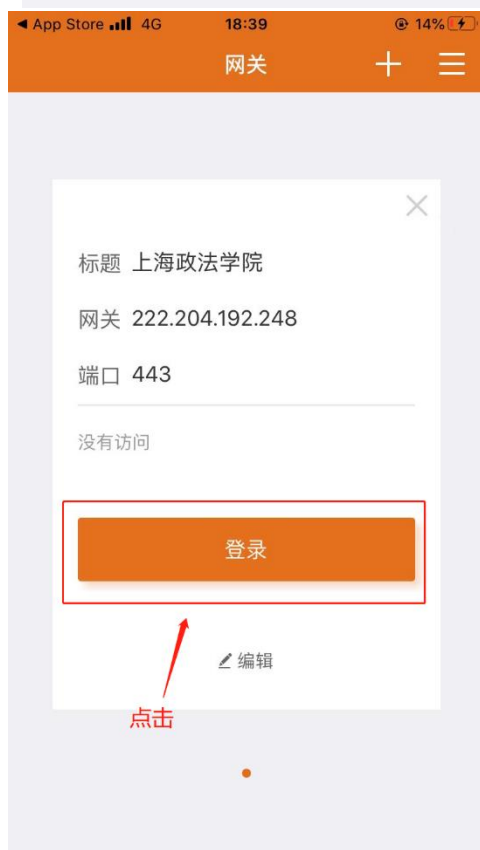 App Store 4G 18:39 14%
网关
标题 上海政法学院
网关 222.204.192.248
端口 443
没有访问
登录
编辑
点击